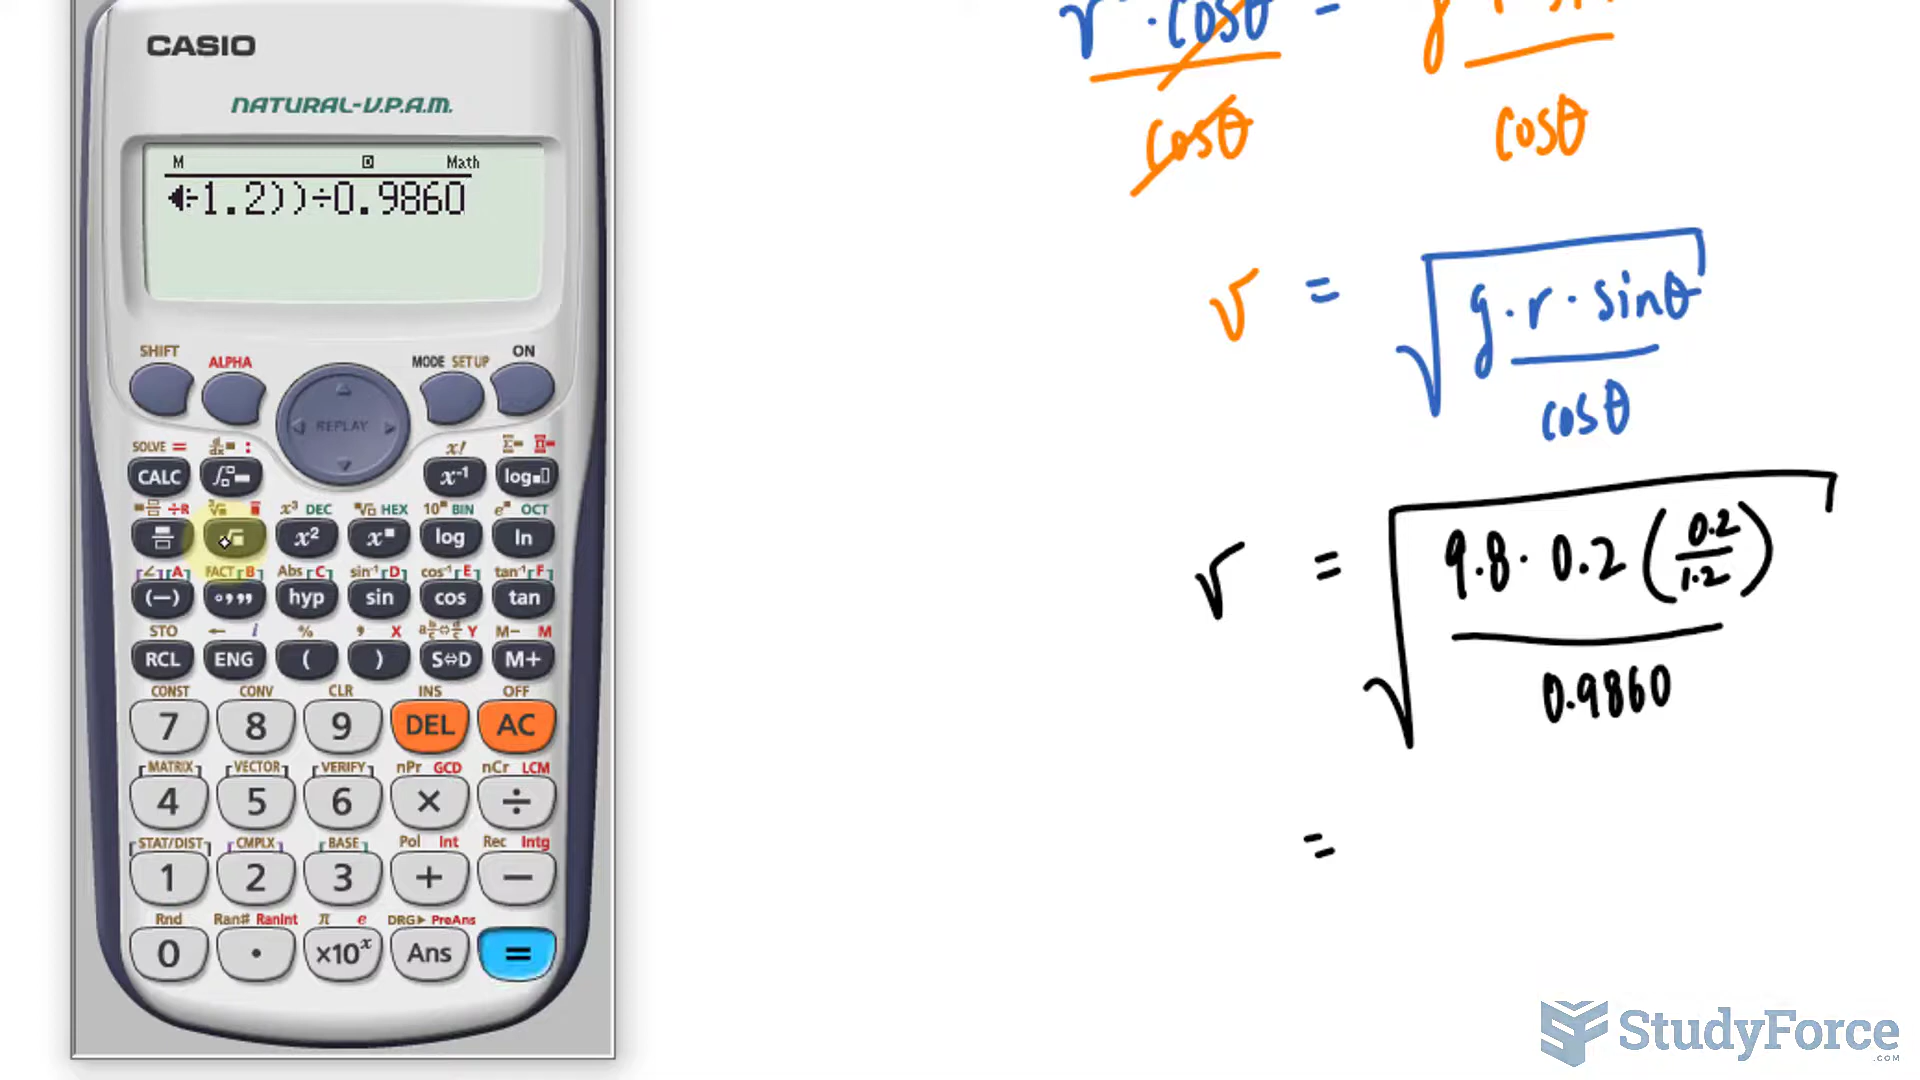 CASIO
NATURAL-V.P.A.M.
M D Math
÷1.2))÷0.9860
SHIFT ALPHA MODE SETUP ON
REPLAY
SOLVE = d/dx :  x! Σ Π
CALC ∫ x⁻¹ log
÷R ³√ x³ DEC √ HEX 10 BIN e OCT
√ x² x log ln
∠ A FACT B Abs C sin⁻¹ D cos⁻¹ E tan⁻¹ F
(−) ° ' '' hyp sin cos tan
STO ← i % , X a b/c ⇔ d/c Y M− M
RCL ENG ( ) S⇔D M+
CONST CONV CLR INS OFF
7 8 9 DEL AC
MATRIX VECTOR VERIFY nPr GCD nCr LCM
4 5 6 × ÷
STAT/DIST CMPLX BASE Pol Int Rec Intg
1 2 3 + −
Rnd Ran# RanInt π e DRG▶ PreAns
0 • ×10ˣ Ans =
v · cosθ =
cosθ
cosθ
v = √ g · r · sinθ
cosθ
v = √ 9.8 · 0.2 (0.2/1.2)
0.9860
=
StudyForce
.COM